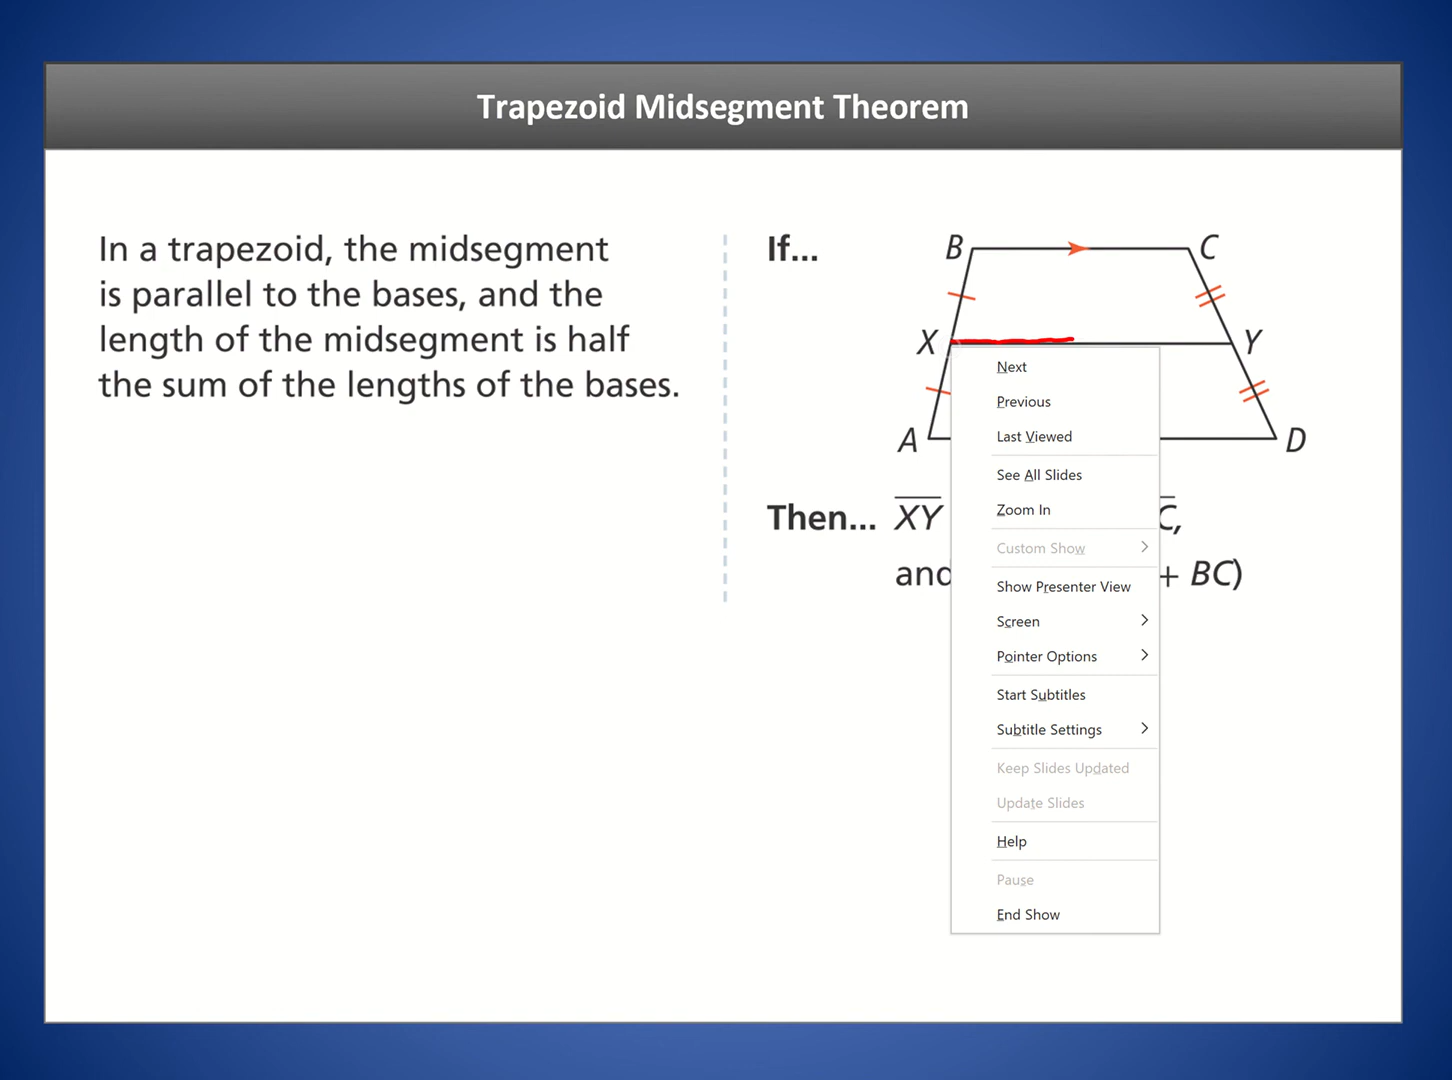 Trapezoid Midsegment Theorem
In a trapezoid, the midsegment
is parallel to the bases, and the
length of the midsegment is half
the sum of the lengths of the bases.
If...
B
C
X
Y
A
D
Then... XY C,
and + BC)
Next
Previous
Last Viewed
See All Slides
Zoom In
Custom Show
Show Presenter View
Screen
Pointer Options
Start Subtitles
Subtitle Settings
Keep Slides Updated
Update Slides
Help
Pause
End Show